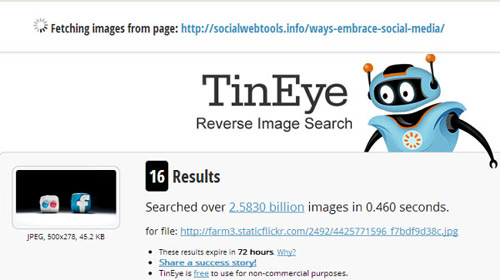 Fetching images from page: http://socialwebtools.info/ways-embrace-social-media/
TinEye
Reverse Image Search
16 Results
Searched over 2.5830 billion images in 0.460 seconds.
for file: http://farm3.staticflickr.com/2492/4425771596_f7bdf9d38c.jpg
JPEG, 500x278, 45.2 KB
These results expire in 72 hours. Why?
Share a success story!
TinEye is free to use for non-commercial purposes.